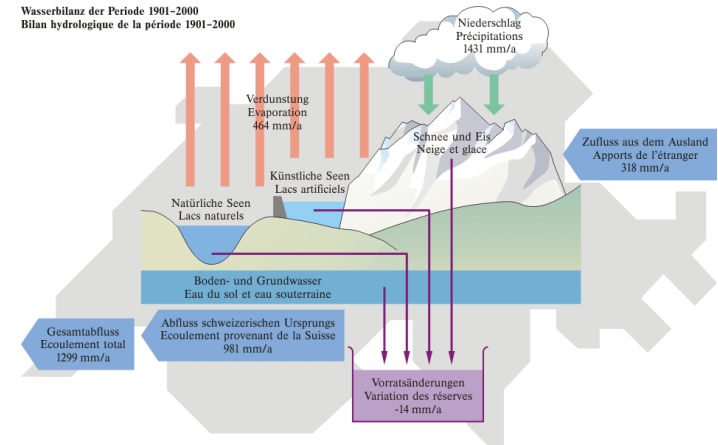 Wasserbilanz der Periode 1901–2000
Bilan hydrologique de la période 1901–2000
Niederschlag
Précipitations
1431 mm/a
Verdunstung
Evaporation
464 mm/a
Schnee und Eis
Neige et glace
Zufluss aus dem Ausland
Apports de l'étranger
318 mm/a
Künstliche Seen
Lacs artificiels
Natürliche Seen
Lacs naturels
Boden- und Grundwasser
Eau du sol et eau souterraine
Gesamtabfluss
Ecoulement total
1299 mm/a
Abfluss schweizerischen Ursprungs
Ecoulement provenant de la Suisse
981 mm/a
Vorratsänderungen
Variation des réserves
-14 mm/a